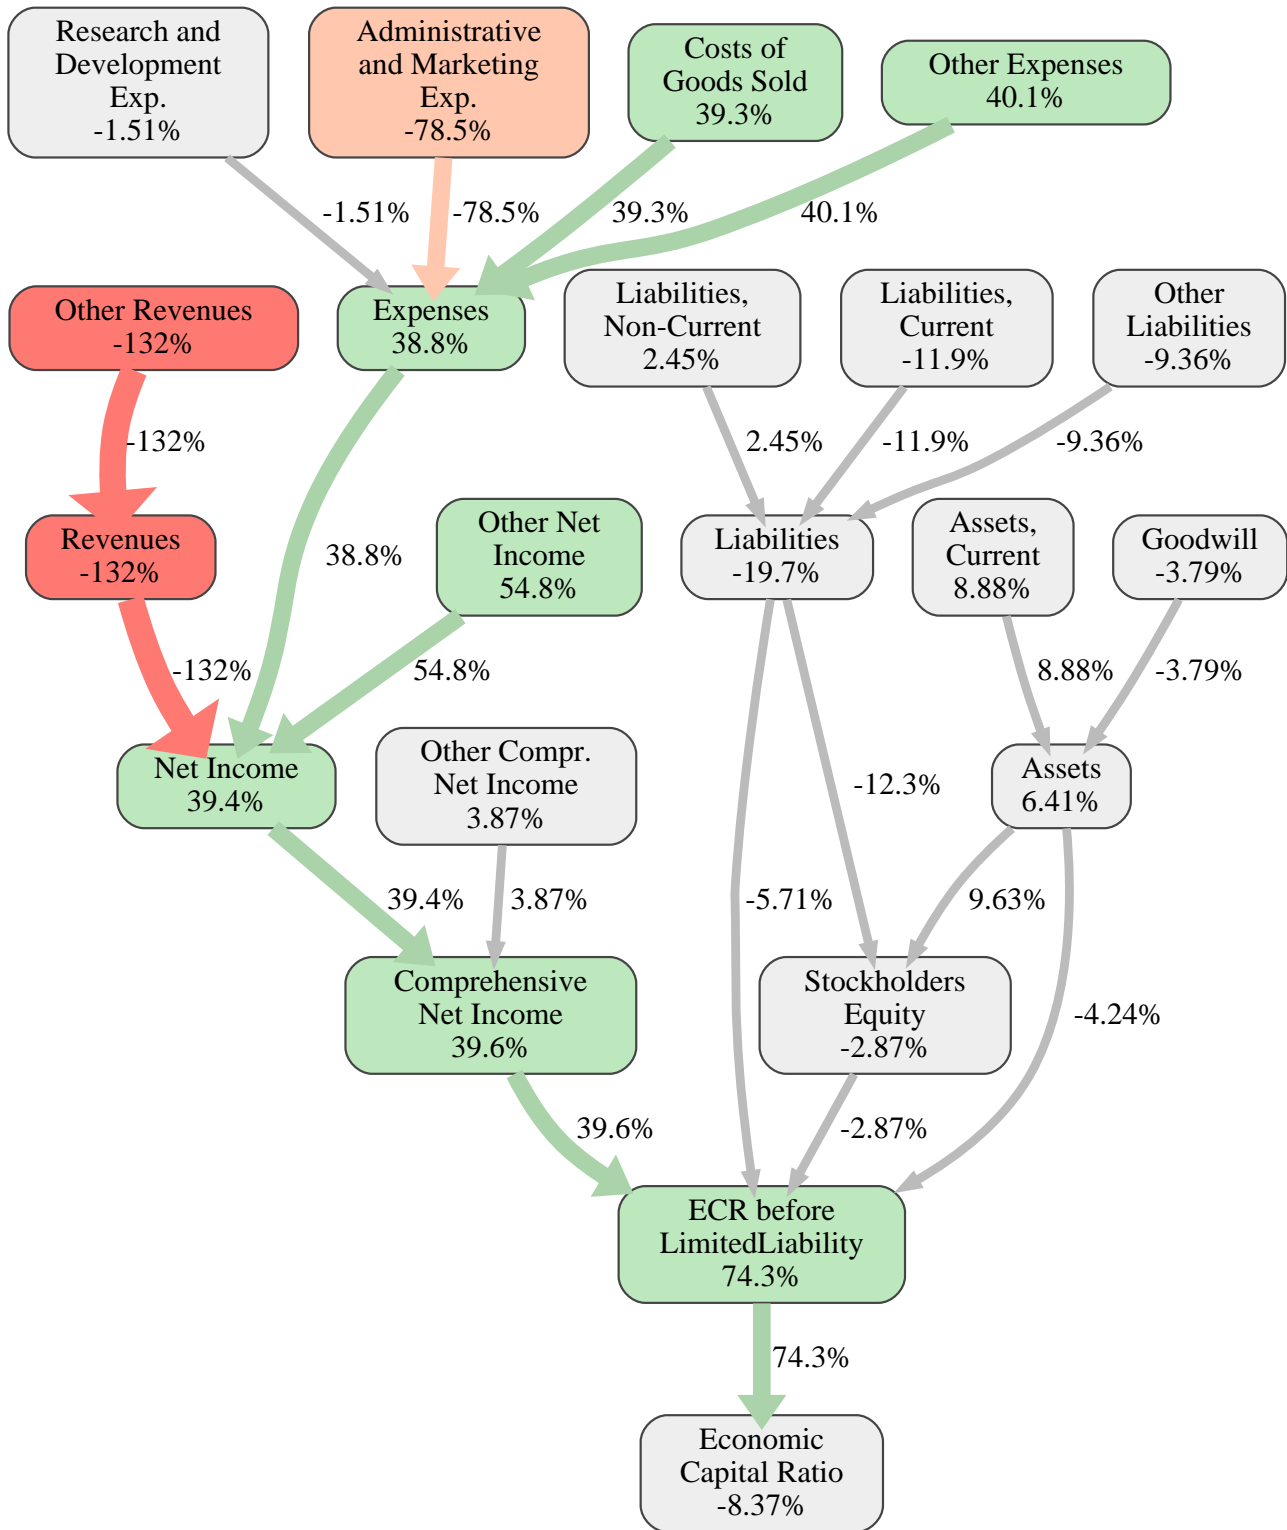 Research and
Development
Exp.
-1.51%
Administrative
and Marketing
Exp.
-78.5%
Costs of
Goods Sold
39.3%
Other Expenses
40.1%
-1.51%
-78.5%
39.3%
40.1%
Other Revenues
-132%
Expenses
38.8%
Liabilities,
Non-Current
2.45%
Liabilities,
Current
-11.9%
Other
Liabilities
-9.36%
-132%
2.45%
-11.9%
-9.36%
Revenues
-132%
38.8%
Other Net
Income
54.8%
Liabilities
-19.7%
Assets,
Current
8.88%
Goodwill
-3.79%
-132%
54.8%
8.88%
-3.79%
Net Income
39.4%
Other Compr.
Net Income
3.87%
-12.3%
Assets
6.41%
39.4%
3.87%
-5.71%
9.63%
Comprehensive
Net Income
39.6%
Stockholders
Equity
-2.87%
-4.24%
39.6%
-2.87%
ECR before
LimitedLiability
74.3%
74.3%
Economic
Capital Ratio
-8.37%